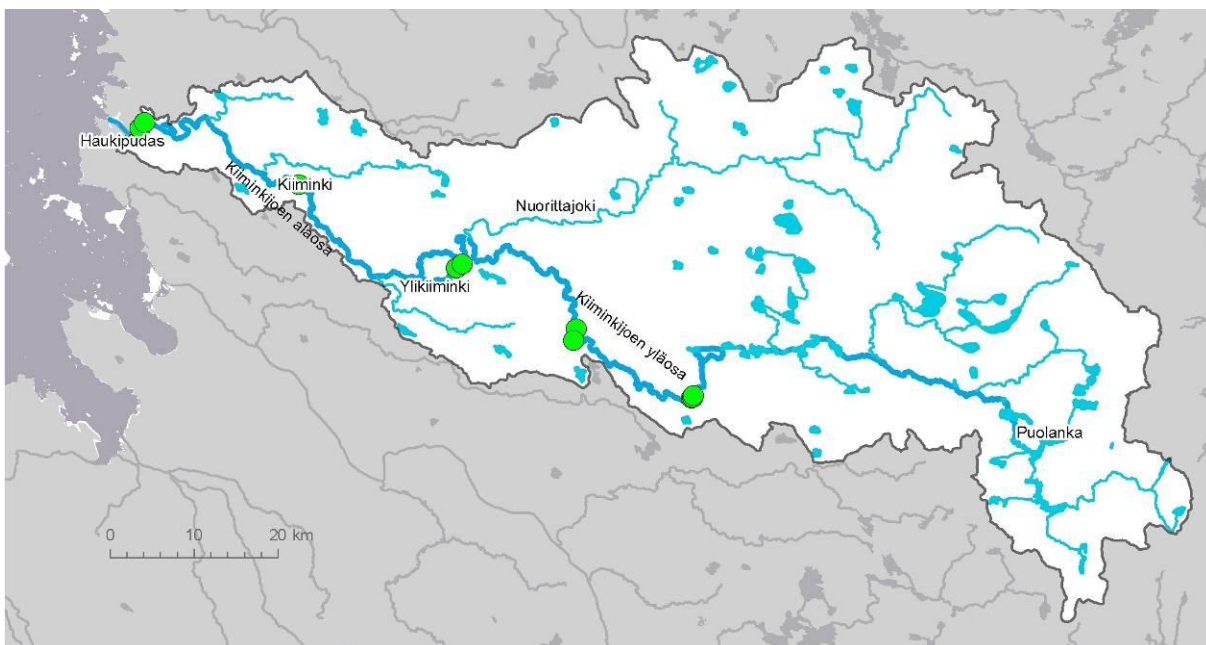 Haukipudas
Kiiminki
Kiiminkijoen alaosa
Nuorittajoki
Ylikiiminki
Kiiminkijoen yläosa
Puolanka
0 10 20 km